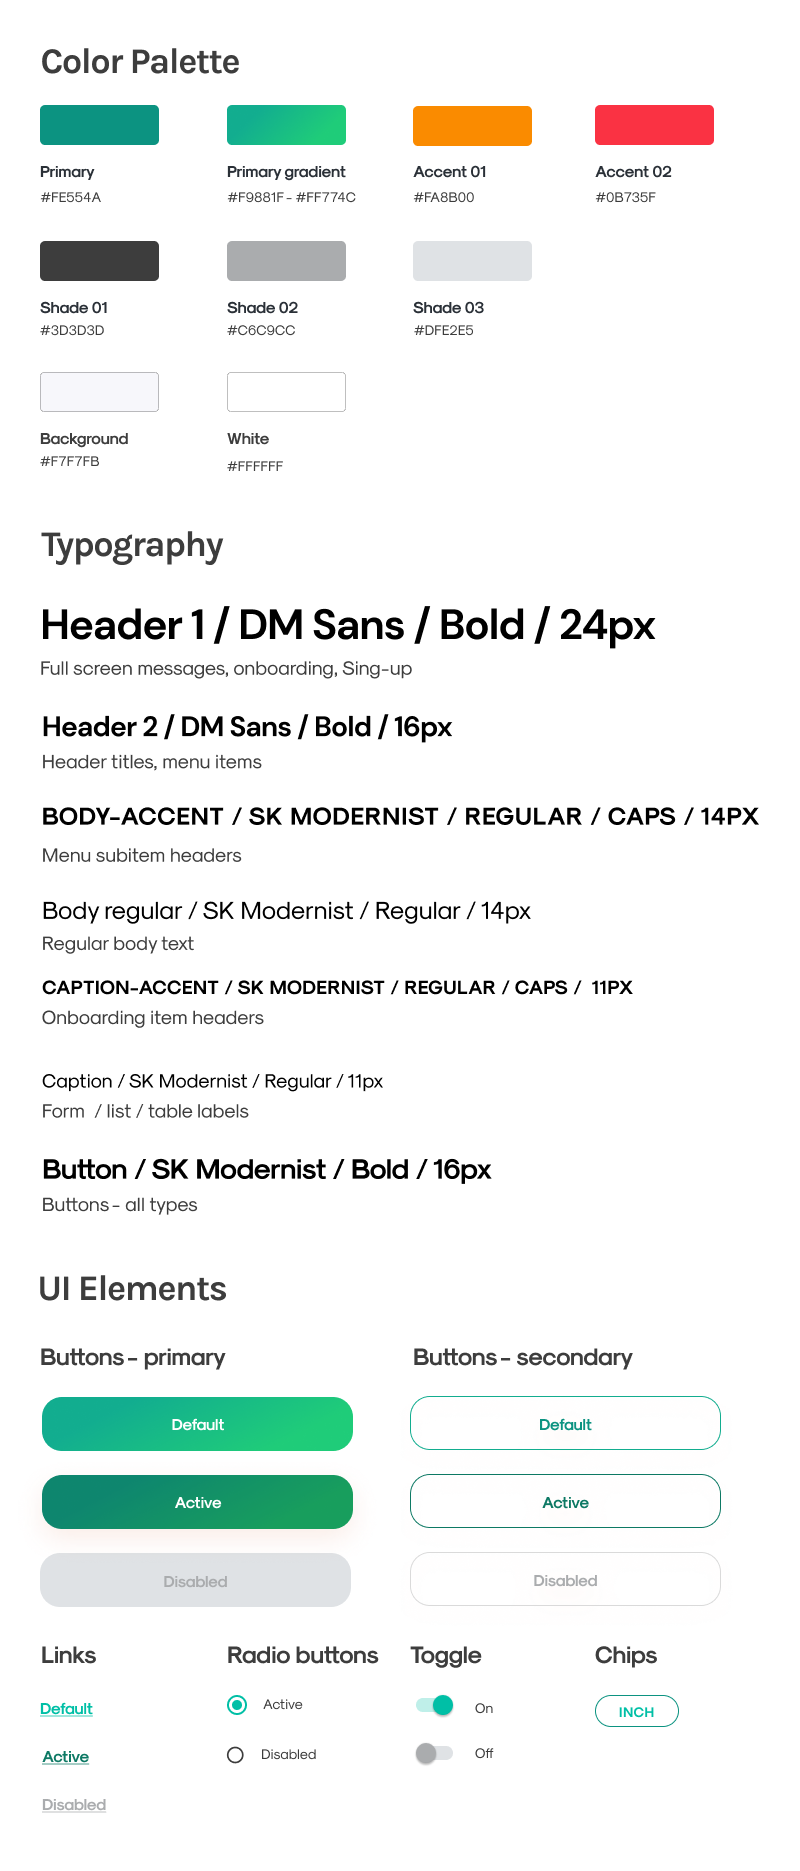 Color Palette
Primary
#FE554A
Primary gradient
#F9881F - #FF774C
Accent 01
#FA8B00
Accent 02
#0B735F
Shade 01
#3D3D3D
Shade 02
#C6C9CC
Shade 03
#DFE2E5
Background
#F7F7FB
White
#FFFFFF
Typography
Header 1 / DM Sans / Bold / 24px
Full screen messages, onboarding, Sing-up
Header 2 / DM Sans / Bold / 16px
Header titles, menu items
BODY-ACCENT / SK MODERNIST / REGULAR / CAPS / 14PX
Menu subitem headers
Body regular / SK Modernist / Regular / 14px
Regular body text
CAPTION-ACCENT / SK MODERNIST / REGULAR / CAPS / 11PX
Onboarding item headers
Caption / SK Modernist / Regular / 11px
Form / list / table labels
Button / SK Modernist / Bold / 16px
Buttons - all types
UI Elements
Buttons - primary
Default
Active
Disabled
Buttons - secondary
Default
Active
Disabled
Links
Default
Active
Disabled
Radio buttons
Active
Disabled
Toggle
On
Off
Chips
INCH